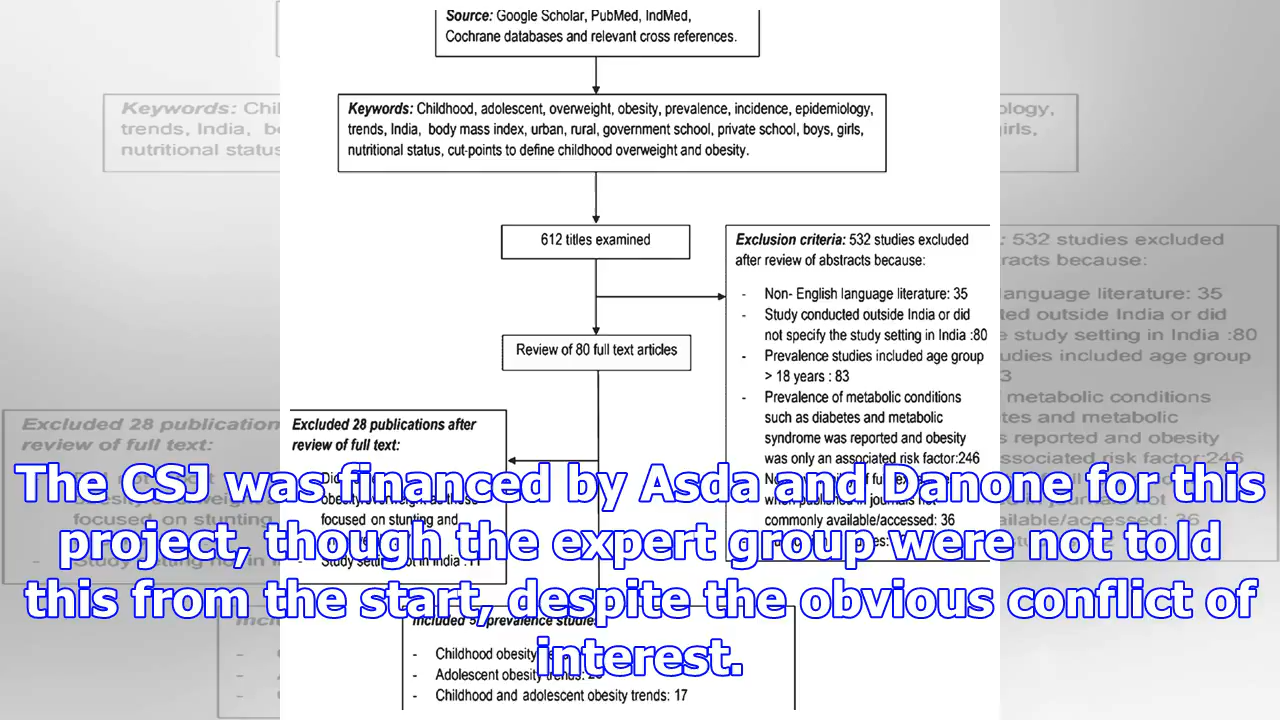 Source: Google Scholar, PubMed, IndMed,
Cochrane databases and relevant cross references.
Keywords: Childhood, adolescent, overweight, obesity, prevalence, incidence, epidemiology,
trends, India, body mass index, urban, rural, government school, private school, boys, girls,
nutritional status, cut-points to define childhood overweight and obesity.
612 titles examined
Exclusion criteria: 532 studies excluded
after review of abstracts because:
- Non- English language literature: 35
- Study conducted outside India or did
not specify the study setting in India :80
- Prevalence studies included age group
> 18 years : 83
- Prevalence of metabolic conditions
such as diabetes and metabolic
syndrome was reported and obesity
was only an associated risk factor:246
commonly available/accessed: 36
Review of 80 full text articles
Excluded 28 publications after
review of full text:
focused on stunting and
- Study setting not in India :11
Included
prevalence
- Childhood obesity
- Adolescent obesity trends:
- Childhood and adolescent obesity trends: 17
The CSJ was financed by Asda and Danone for this
project, though the expert group were not told
this from the start, despite the obvious conflict of
interest.